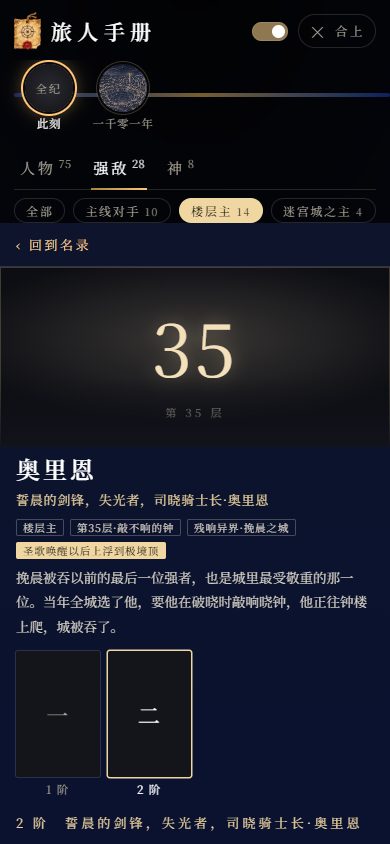 旅人手册
合上
全纪
此刻
一千零一年
人物 75 强敌 28 神 8
全部 主线对手 10 楼层主 14 迷宫城之主 4
‹ 回到名录
35
第 35 层
奥里恩
誓晨的剑锋，失光者，司晓骑士长·奥里恩
楼层主 第35层·敲不响的钟 残响异界·挽晨之城
圣歌唤醒以后上浮到极境顶
挽晨被吞以前的最后一位强者，也是城里最受敬重的那一
位。当年全城选了他，要他在破晓时敲响晓钟，他正往钟楼
上爬，城被吞了。
一 二
1 阶 2 阶
2 阶 誓晨的剑锋，失光者，司晓骑士长·奥里恩